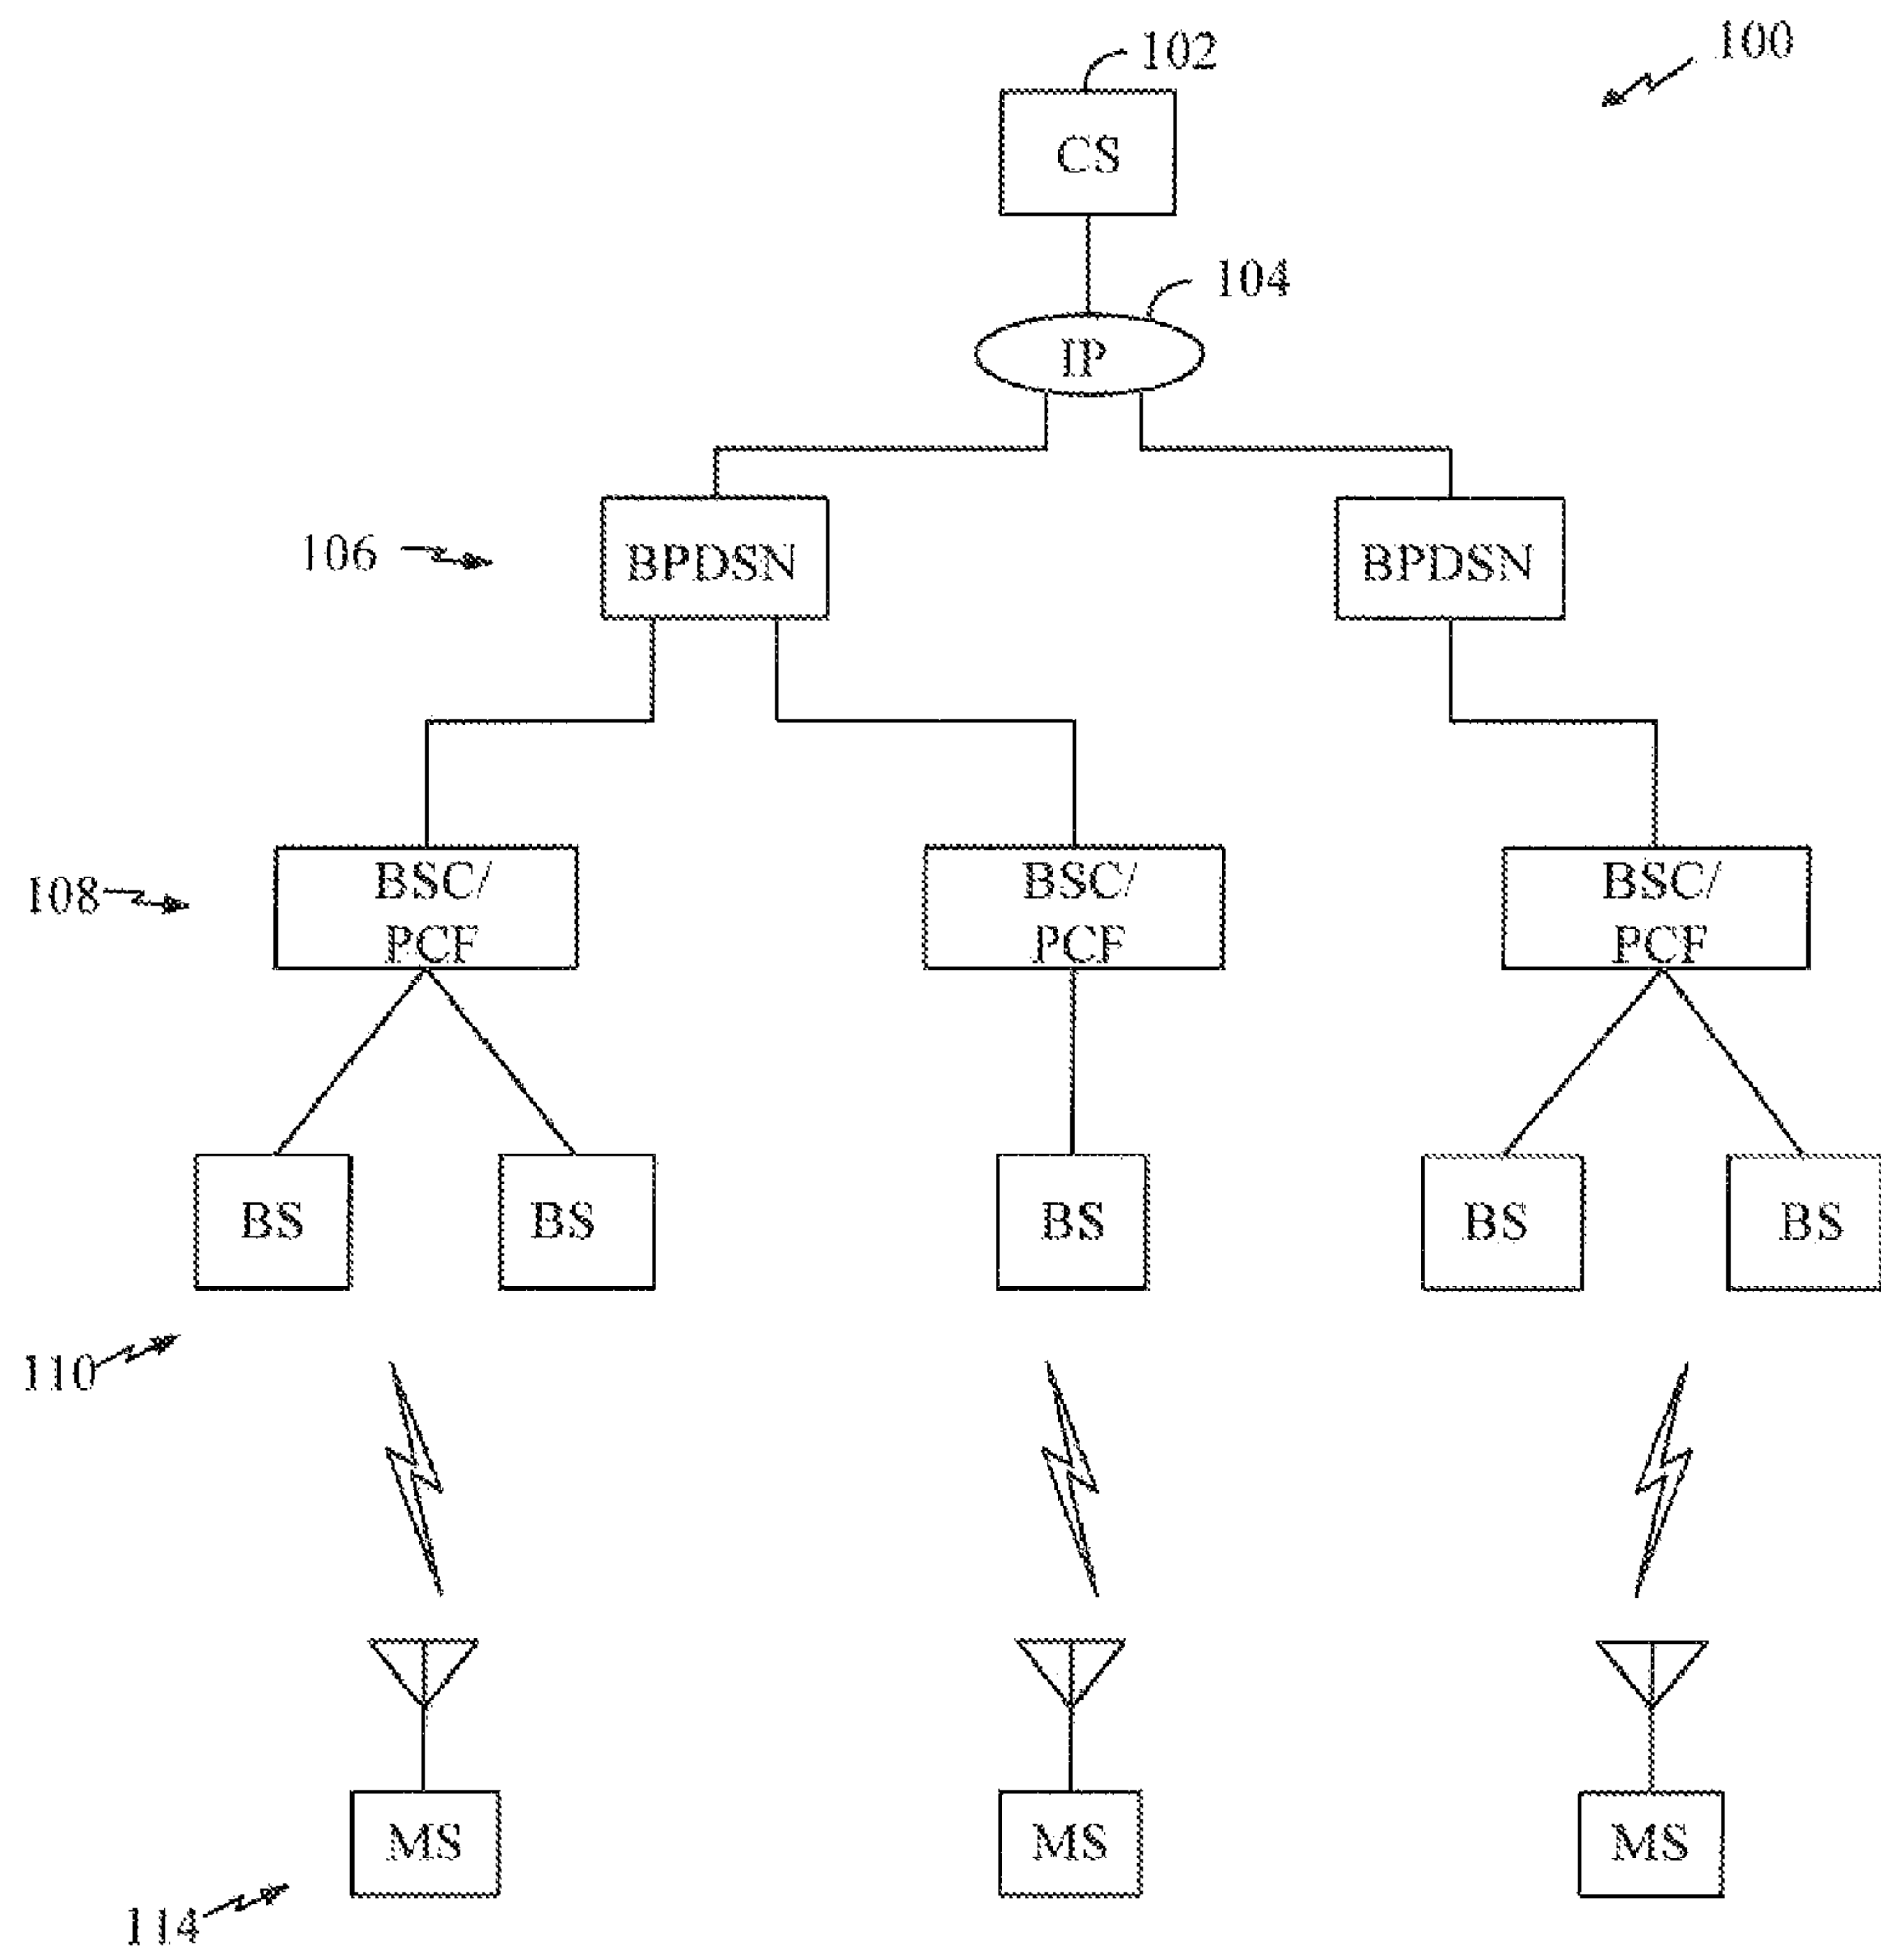 102
100
CS
104
IP
106
BPDSN
BPDSN
108
BSC/
PCF
BSC/
PCF
BSC/
PCF
BS
BS
BS
BS
BS
110
MS
MS
MS
114